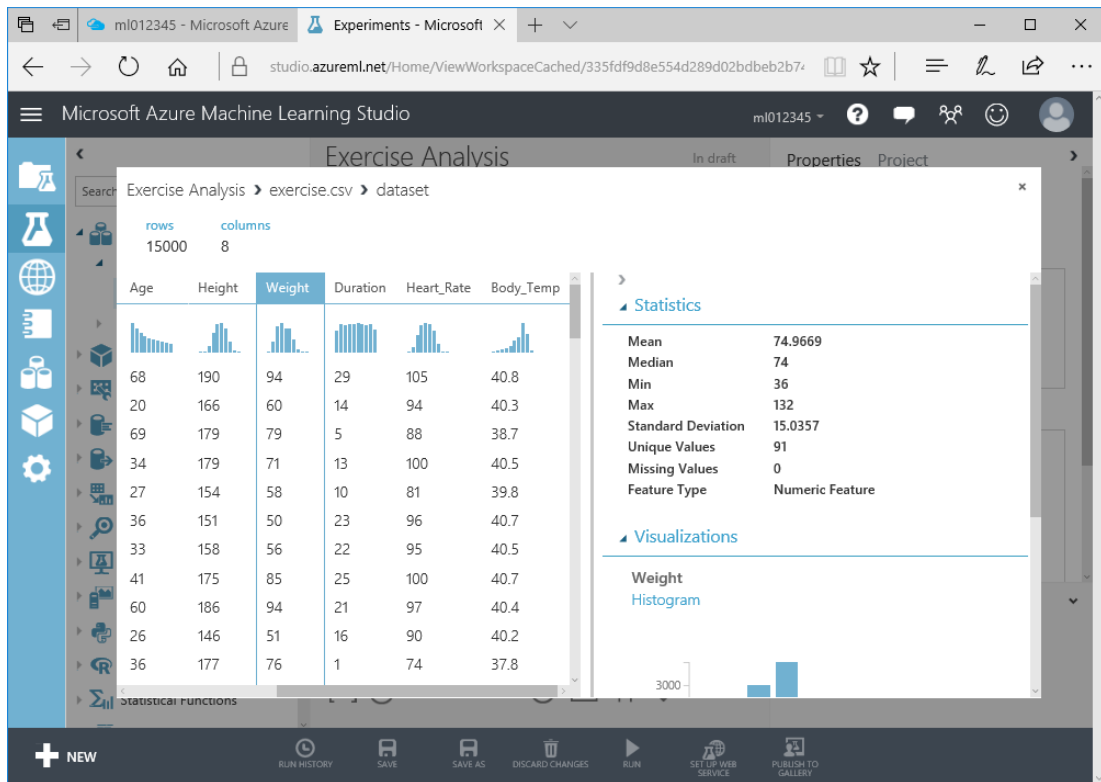 ml012345 - Microsoft Azure
Experiments - Microsoft
studio.azureml.net/Home/ViewWorkspaceCached/335fdf9d8e554d289d02bdbeb2b74
Microsoft Azure Machine Learning Studio
ml012345
Exercise Analysis
In draft
Properties Project
Search
Exercise Analysis > exercise.csv > dataset
rows columns
15000 8
Age Height Weight Duration Heart_Rate Body_Temp
68 190 94 29 105 40.8
20 166 60 14 94 40.3
69 179 79 5 88 38.7
34 179 71 13 100 40.5
27 154 58 10 81 39.8
36 151 50 23 96 40.7
33 158 56 22 95 40.5
41 175 85 25 100 40.7
60 186 94 21 97 40.4
26 146 51 16 90 40.2
36 177 76 1 74 37.8
Statistics
Mean 74.9669
Median 74
Min 36
Max 132
Standard Deviation 15.0357
Unique Values 91
Missing Values 0
Feature Type Numeric Feature
Visualizations
Weight
Histogram
3000
Statistical Functions
NEW
RUN HISTORY
SAVE
SAVE AS
DISCARD CHANGES
RUN
SET UP WEB
SERVICE
PUBLISH TO
GALLERY